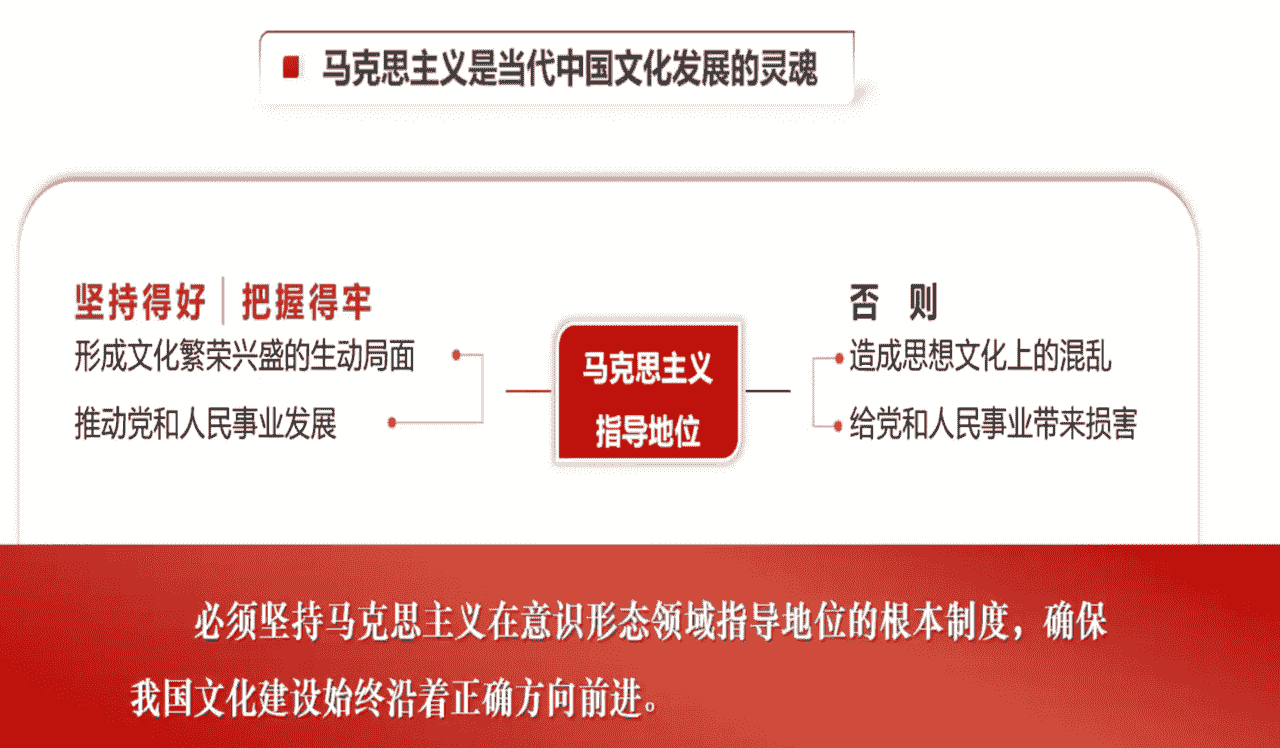 马克思主义是当代中国文化发展的灵魂
坚持得好｜把握得牢
形成文化繁荣兴盛的生动局面
推动党和人民事业发展
马克思主义
指导地位
否则
造成思想文化上的混乱
给党和人民事业带来损害
必须坚持马克思主义在意识形态领域指导地位的根本制度，确保
我国文化建设始终沿着正确方向前进。